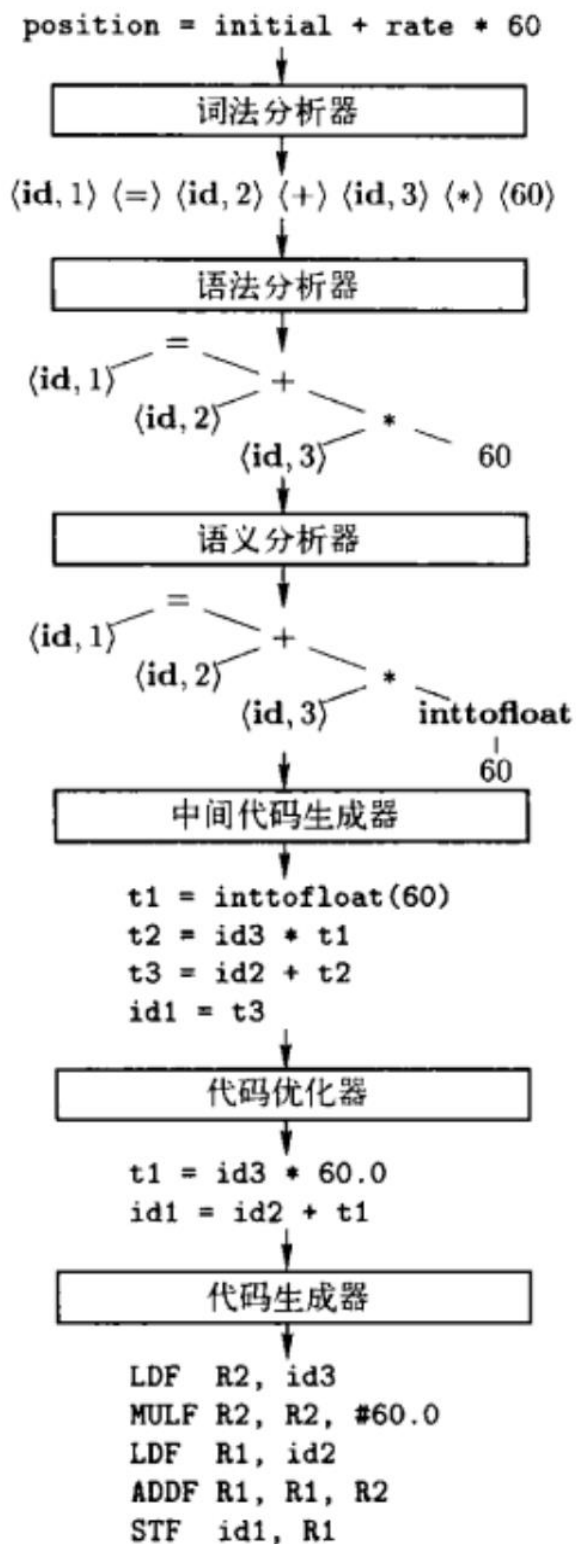 position = initial + rate * 60
词法分析器
⟨id, 1⟩ ⟨=⟩ ⟨id, 2⟩ ⟨+⟩ ⟨id, 3⟩ ⟨*⟩ ⟨60⟩
语法分析器
=
⟨id, 1⟩ +
⟨id, 2⟩ *
⟨id, 3⟩ 60
语义分析器
=
⟨id, 1⟩ +
⟨id, 2⟩ *
⟨id, 3⟩ inttofloat
60
中间代码生成器
t1 = inttofloat(60)
t2 = id3 * t1
t3 = id2 + t2
id1 = t3
代码优化器
t1 = id3 * 60.0
id1 = id2 + t1
代码生成器
LDF R2, id3
MULF R2, R2, #60.0
LDF R1, id2
ADDF R1, R1, R2
STF id1, R1